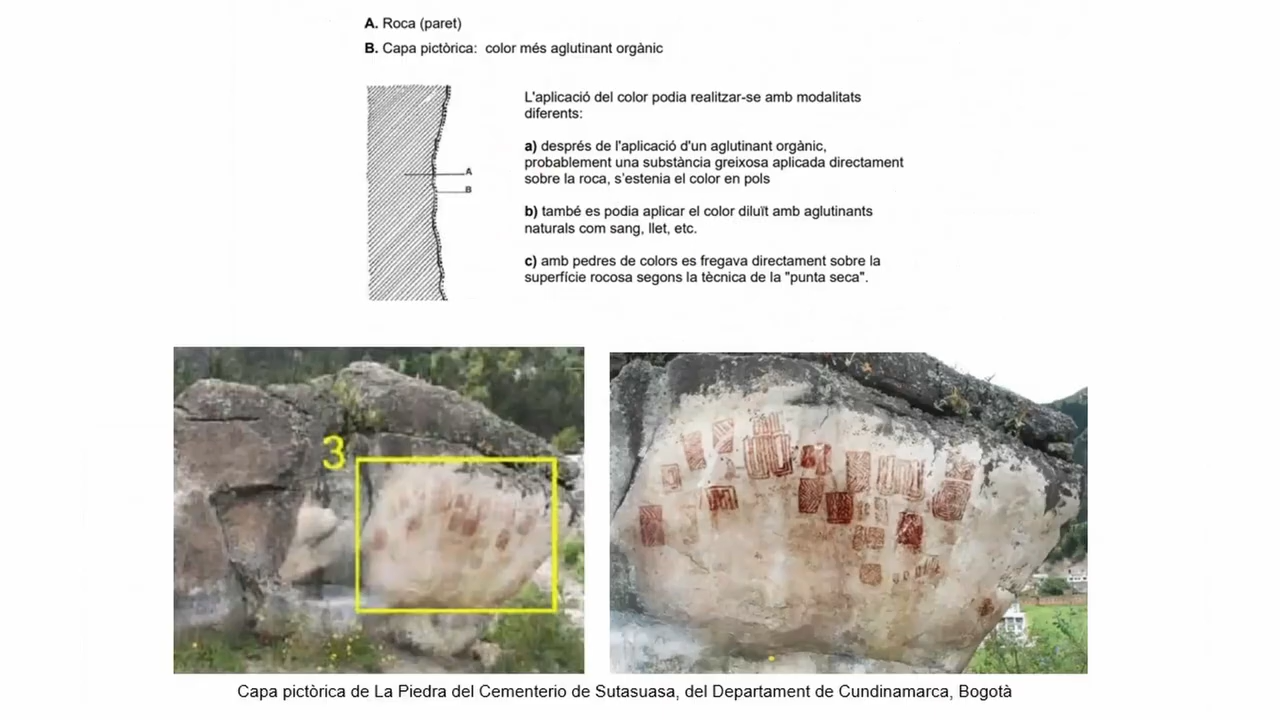 A. Roca (paret)
B. Capa pictòrica: color més aglutinant orgànic
L'aplicació del color podia realitzar-se amb modalitats
diferents:
a) després de l'aplicació d'un aglutinant orgànic,
probablement una substància greixosa aplicada directament
sobre la roca, s'estenia el color en pols
b) també es podia aplicar el color diluït amb aglutinants
naturals com sang, llet, etc.
c) amb pedres de colors es fregava directament sobre la
superfície rocosa segons la tècnica de la "punta seca".
A
B
3
Capa pictòrica de La Piedra del Cementerio de Sutasuasa, del Departament de Cundinamarca, Bogotà